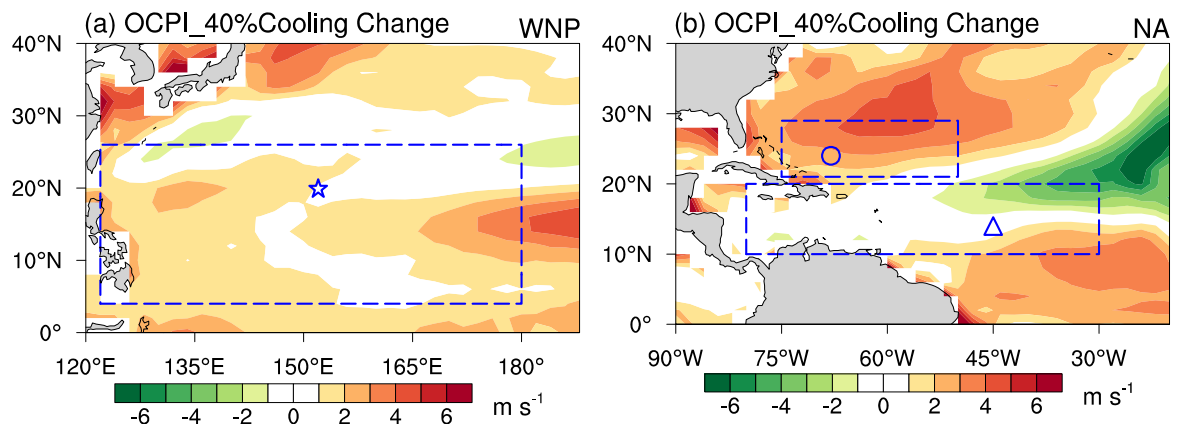 (a) OCPI_40%Cooling Change WNP
40°N
30°N
20°N
10°N
0°
120°E 135°E 150°E 165°E 180°
-6 -4 -2 0 2 4 6 m s⁻¹
(b) OCPI_40%Cooling Change NA
40°N
30°N
20°N
10°N
0°
90°W 75°W 60°W 45°W 30°W
-6 -4 -2 0 2 4 6 m s⁻¹